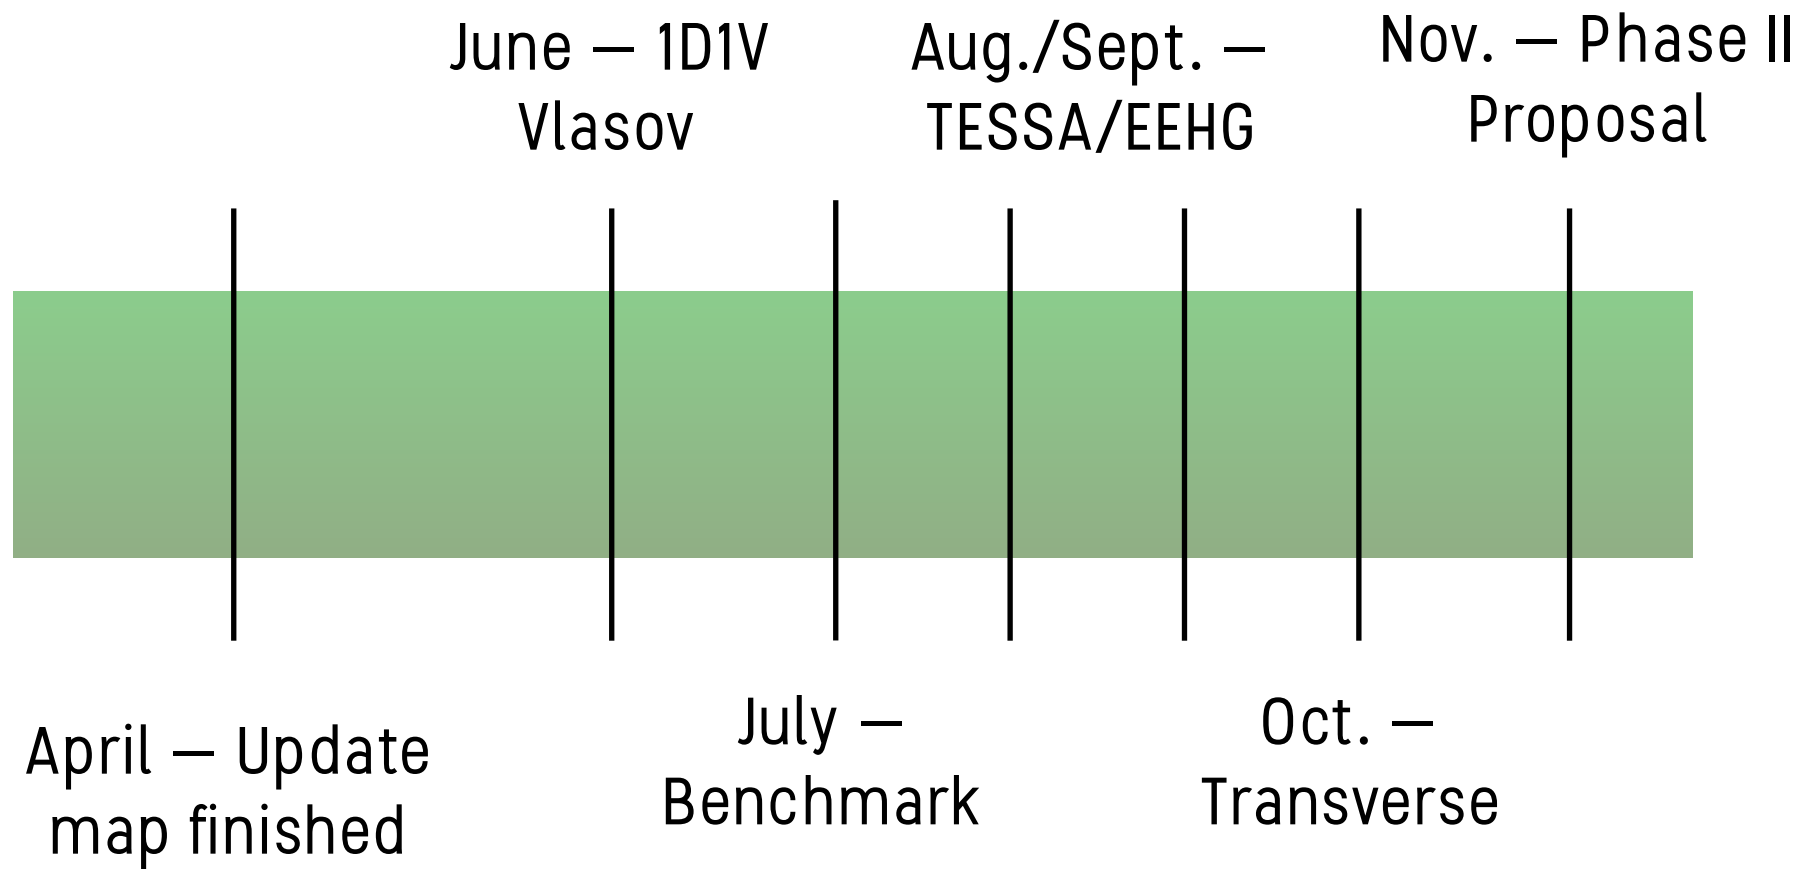 June – 1D1V
Vlasov
Aug./Sept. –
TESSA/EEHG
Nov. – Phase II
Proposal
April – Update
map finished
July –
Benchmark
Oct. –
Transverse